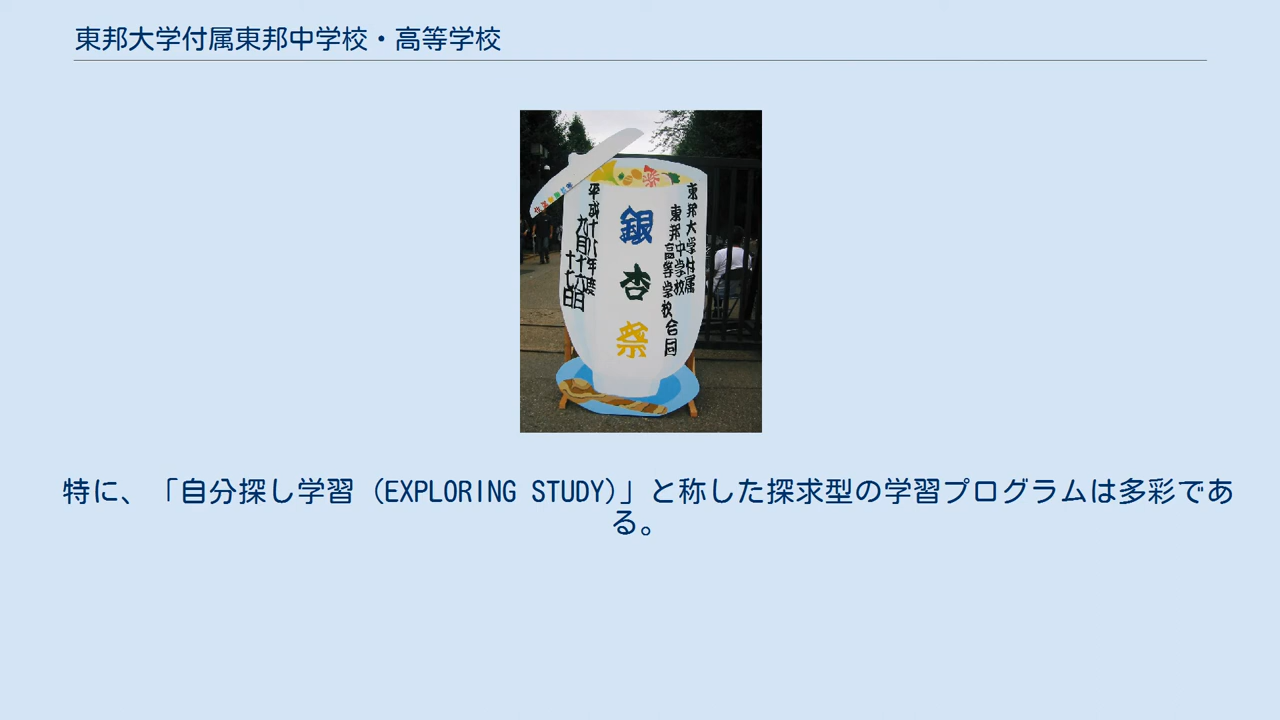 東邦大学付属東邦中学校・高等学校
東邦大学付属
東邦中学校
高等学校合同
銀杏祭
平成十八年度
九月十六日
十七日
特に、「自分探し学習（EXPLORING STUDY）」と称した探求型の学習プログラムは多彩であ
る。